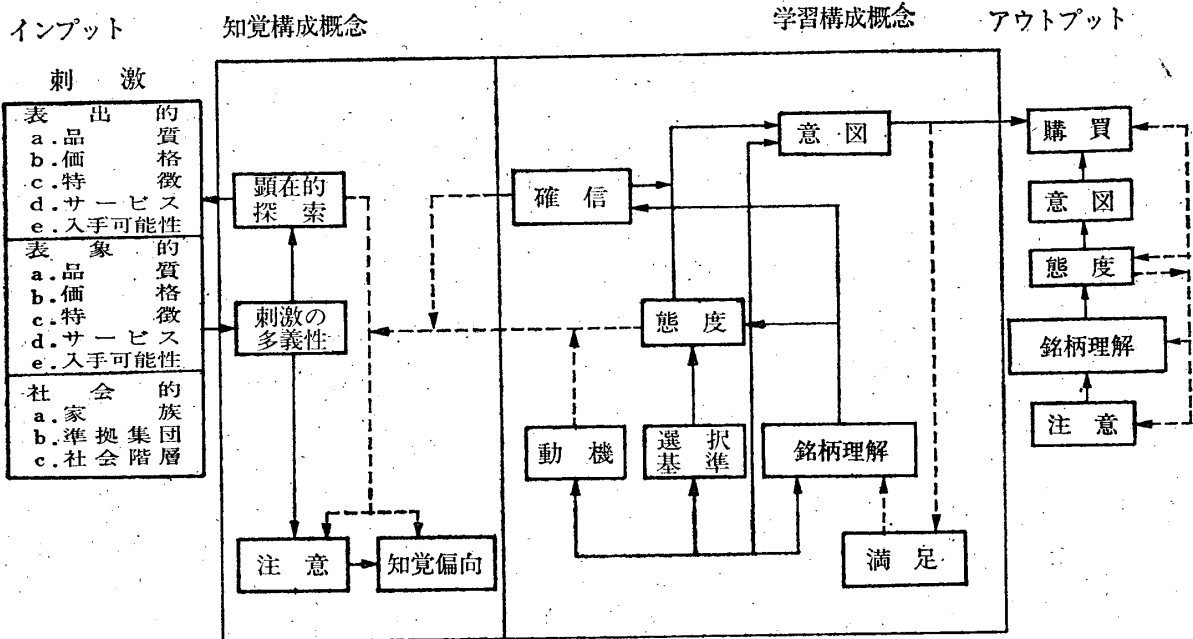 インプット
知覚構成概念
学習構成概念
アウトプット
刺激
表出的
a.品質
b.価格
c.特徴
d.サービス
e.入手可能性
表象的
a.品質
b.価格
c.特徴
d.サービス
e.入手可能性
社会的
a.家族
b.準拠集団
c.社会階層
顕在的
探索
刺激の
多義性
注意
知覚偏向
確信
意図
態度
動機
選択
基準
銘柄理解
満足
購買
意図
態度
銘柄理解
注意